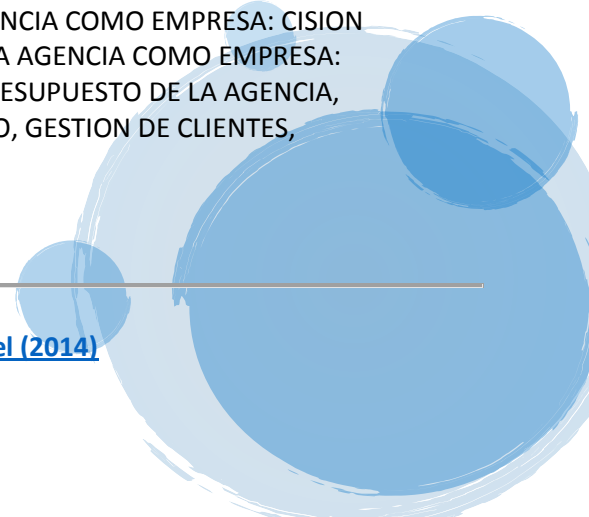 NCIA COMO EMPRESA: CISION
A AGENCIA COMO EMPRESA:
ESUPUESTO DE LA AGENCIA,
O, GESTION DE CLIENTES,
el (2014)